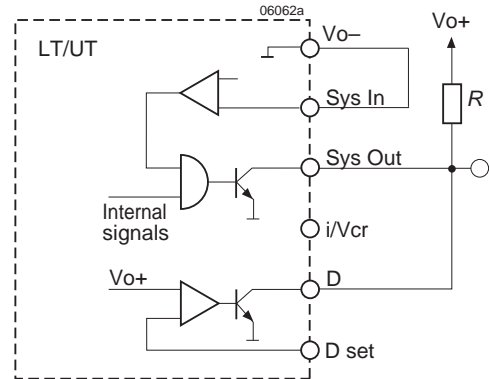 06062a
LT/UT
Vo–
Vo+
R
Sys In
Sys Out
Internal
signals
i/Vcr
Vo+
D
D set